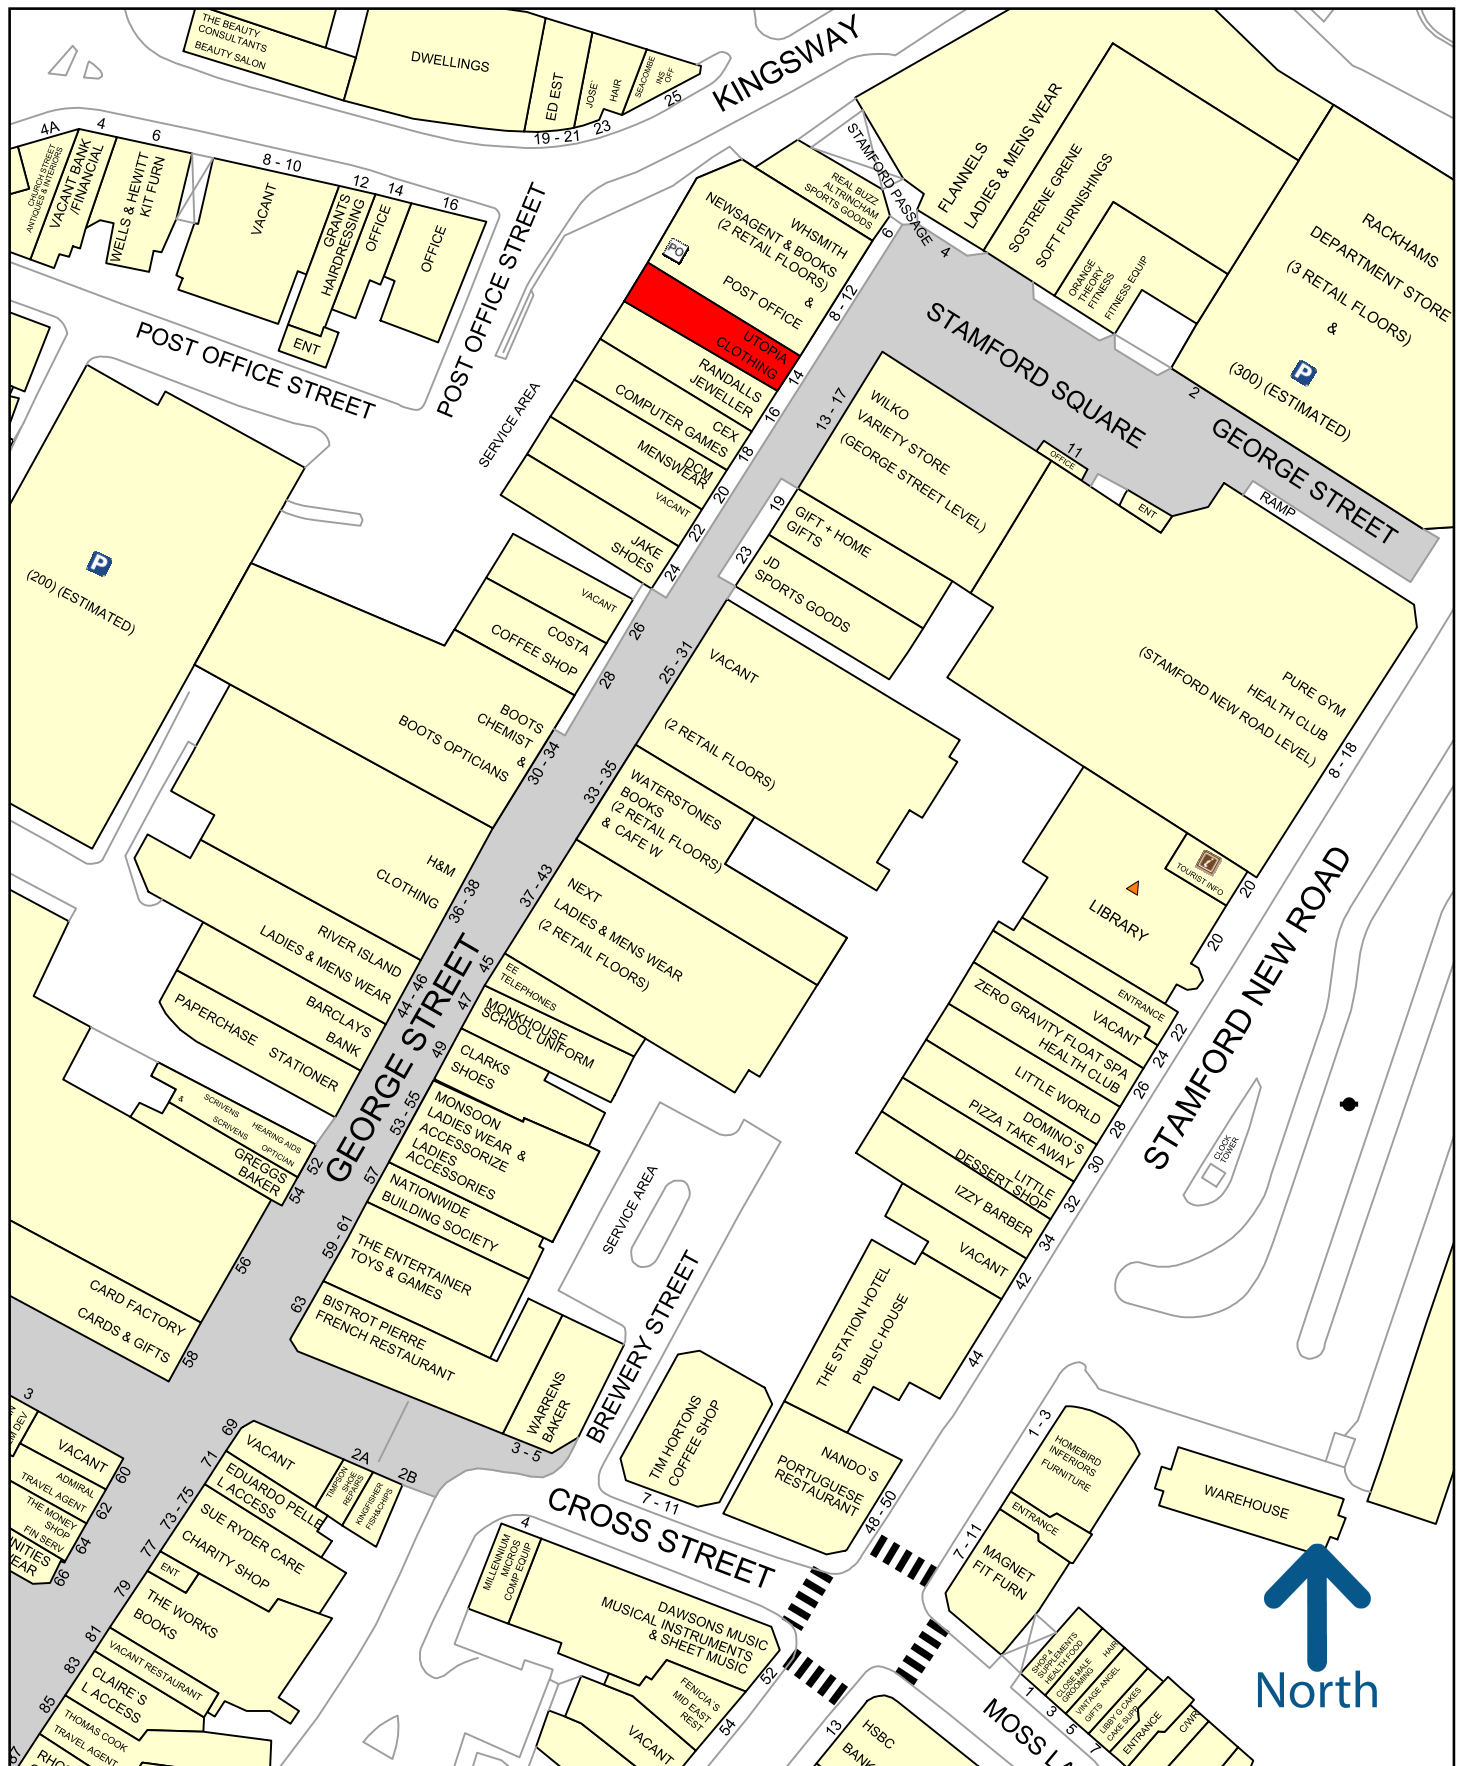 THE BEAUTY
CONSULTANTS
BEAUTY SALON
DWELLINGS
ED EST
JOSE'
HAIR
SEACOMBE
INS
OFF
19 - 21
23
25
KINGSWAY
4A
4
6
8 - 10
12
14
16
CHURCH STREET
ANTIQUES & INTERIORS
VACANT BANK
/FINANCIAL
WELLS & HEWITT
KIT FURN
VACANT
GRANTS
HAIRDRESSING
OFFICE
OFFICE
ENT
POST OFFICE STREET
POST OFFICE STREET
SERVICE AREA
STAMFORD PASSAGE
REAL BUZZ
ALTRINCHAM
SPORTS GOODS
WHSMITH
NEWSAGENT & BOOKS
(2 RETAIL FLOORS)
&
POST OFFICE
PO
6
8 - 12
UTOPIA
CLOTHING
14
RANDALLS
JEWELLER
16
CEX
COMPUTER GAMES
18
DCM
MENSWEAR
20
VACANT
22
JAKE
SHOES
24
FLANNELS
LADIES & MENS WEAR
SOSTRENE GRENE
SOFT FURNISHINGS
ORANGE
THEORY
FITNESS
FITNESS EQUIP
4
2
RACKHAMS
DEPARTMENT STORE
(3 RETAIL FLOORS)
&
P
(300) (ESTIMATED)
STAMFORD SQUARE
GEORGE STREET
RAMP
13 - 17
WILKO
VARIETY STORE
(GEORGE STREET LEVEL)
11
OFFICE
ENT
19
GIFT + HOME
GIFTS
23
JD
SPORTS GOODS
P
(200) (ESTIMATED)
VACANT
26
COSTA
COFFEE SHOP
28
BOOTS
CHEMIST
&
BOOTS OPTICIANS
30 - 34
25 - 31
VACANT
(2 RETAIL FLOORS)
33 - 35
WATERSTONES
BOOKS
(2 RETAIL FLOORS)
& CAFE W
PURE GYM
HEALTH CLUB
(STAMFORD NEW ROAD LEVEL)
8 - 18
H&M
CLOTHING
36 - 38
37 - 43
NEXT
LADIES & MENS WEAR
(2 RETAIL FLOORS)
TOURIST INFO
20
LIBRARY
20
RIVER ISLAND
LADIES & MENS WEAR
44 - 46
BARCLAYS
BANK
PAPERCHASE
STATIONER
GEORGE STREET
45
EE
TELEPHONES
47
MONKHOUSE
SCHOOL UNIFORM
49
CLARKS
SHOES
53 - 55
MONSOON
LADIES WEAR &
ACCESSORIZE
LADIES
ACCESSORIES
57
NATIONWIDE
BUILDING SOCIETY
59 - 61
THE ENTERTAINER
TOYS & GAMES
63
BISTROT PIERRE
FRENCH RESTAURANT
WARRENS
BAKER
3 - 5
SCRIVENS
HEARING AIDS
&
SCRIVENS
OPTICIAN
52
GREGGS
BAKER
54
56
CARD FACTORY
CARDS & GIFTS
58
SERVICE AREA
BREWERY STREET
ENTRANCE
VACANT
22
ZERO GRAVITY FLOAT SPA
HEALTH CLUB
24
26
LITTLE WORLD
28
DOMINO`S
PIZZA TAKE AWAY
30
LITTLE
DESSERT SHOP
32
IZZY BARBER
34
VACANT
42
THE STATION HOTEL
PUBLIC HOUSE
44
STAMFORD NEW ROAD
CLOCK
TOWER
TIM HORTONS
COFFEE SHOP
7 - 11
NANDO`S
PORTUGUESE
RESTAURANT
48 - 50
CROSS STREET
1 - 3
HOMEBIRD
INFERIORS
FURNITURE
ENTRANCE
7 - 11
MAGNET
FIT FURN
WAREHOUSE
North
3
VACANT
60
ADMIRAL
TRAVEL AGENT
62
THE MONEY
SHOP
FIN SERV
64
66
69
VACANT
2A
2B
TIMPSON
SHOE
REPAIRS
KINGFISHER
FISH&CHIPS
71
EDUARDO PELLE
L ACCESS
73 - 75
SUE RYDER CARE
CHARITY SHOP
77
ENT
79
THE WORKS
BOOKS
81
VACANT RESTAURANT
83
CLAIRE`S
L ACCESS
85
THOMAS COOK
TRAVEL AGENT
87
4
MILLENNIUM
MICROS
COMP EQUIP
DAWSONS MUSIC
MUSICAL INSTRUMENTS
& SHEET MUSIC
52
FENICIA`S
MID EAST
REST
54
VACANT
13
HSBC
BANK
MOSS LA
SHOP 4
SUPPLEMENTS
HEALTH FOOD
HAIR
CLOSE MALE
GROOMING
VINTAGE ANGEL
GIFTS
LIBBY G CAKES
CAKE SUPP
ENTRANCE
C/WR
1
3
5
7